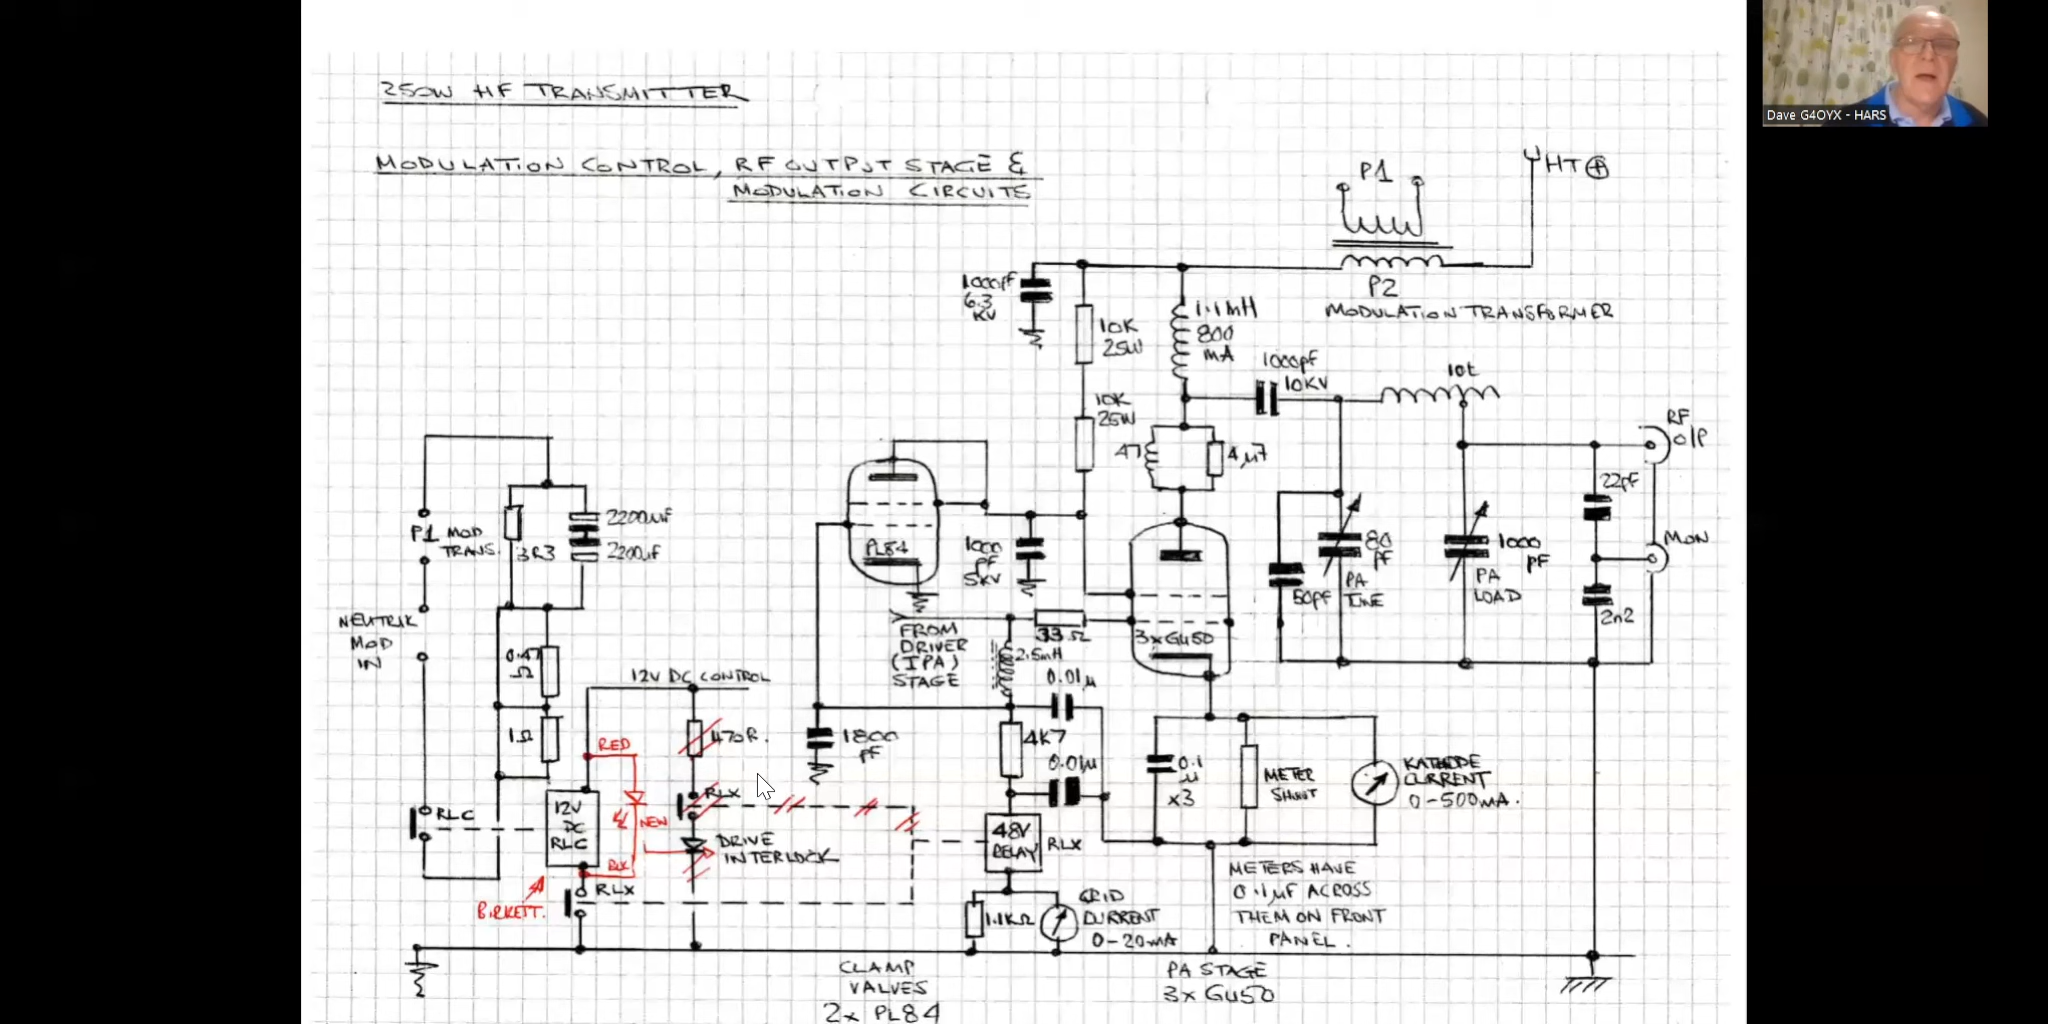 Dave G4OYX - HARS
250W HF TRANSMITTER
MODULATION CONTROL, RF OUTPUT STAGE &
MODULATION CIRCUITS
P1
HT
P2
MODULATION TRANSFORMER
1000pf
6.3
KV
10K
25W
1.1mH
800
mA
1000pf
10KV
10t
10K
25W
47
4µ7
RF
O/P
22pf
MON
2n2
P1 MOD
TRANS.
3R3
2200µF
2200µF
PL84
1000
pf
5KV
50pf
80
pf
PA
TUNE
1000
pF
PA
LOAD
NEUTRIK
MOD
IN
0.47
Ω
1Ω
FROM
DRIVER
(IPA)
STAGE
33Ω
2.5mH
3xGU50
0.01µ
12V DC CONTROL
470R.
RED
NEW
BLK
BIRKETT.
RLC
12V
DC
RLC
RLX
RLX
DRIVE
INTERLOCK
1800
pf
4K7
0.01µ
48V
RELAY
RLX
0.1
µ
x3
METER
SHUNT
KATHODE
CURRENT
0-500mA.
1.1KΩ
GRID
CURRENT
0-20mA
METERS HAVE
0.1µF ACROSS
THEM ON FRONT
PANEL.
CLAMP
VALVES
2x PL84
PA STAGE
3x GU50